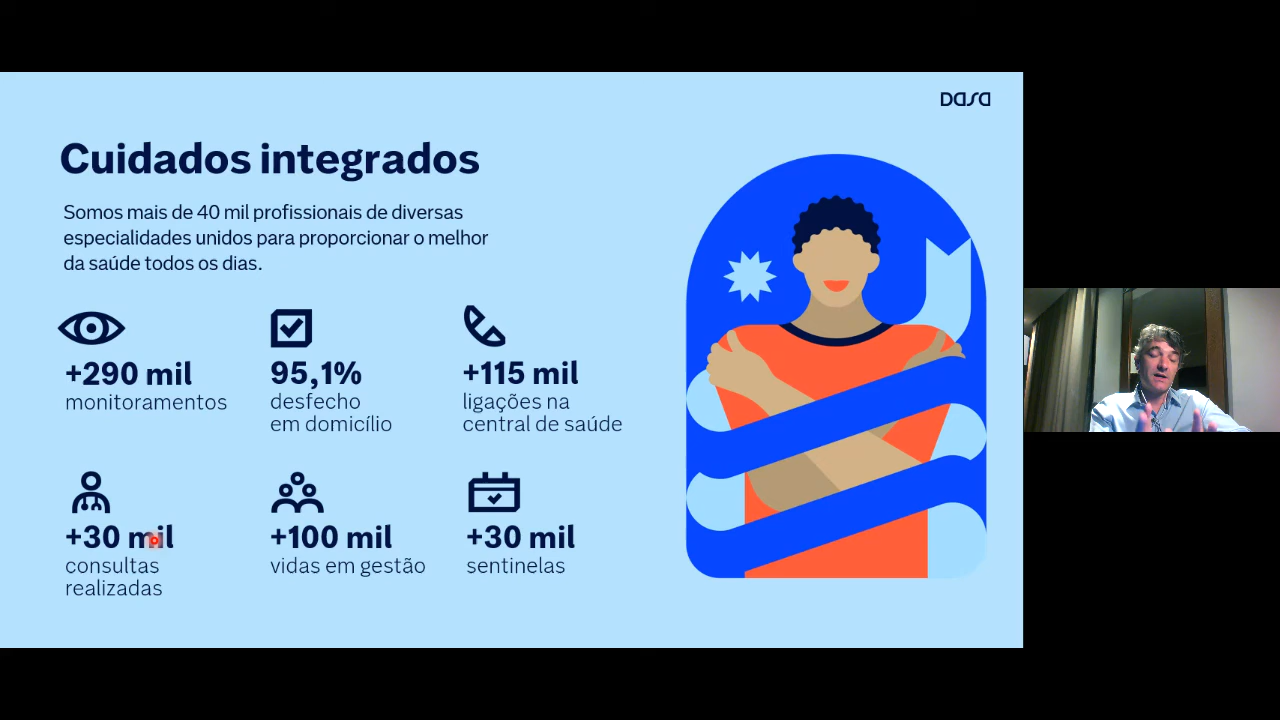 Dasa
Cuidados integrados
Somos mais de 40 mil profissionais de diversas
especialidades unidos para proporcionar o melhor
da saúde todos os dias.
+290 mil
monitoramentos
95,1%
desfecho
em domicílio
+115 mil
ligações na
central de saúde
+30 mil
consultas
realizadas
+100 mil
vidas em gestão
+30 mil
sentinelas